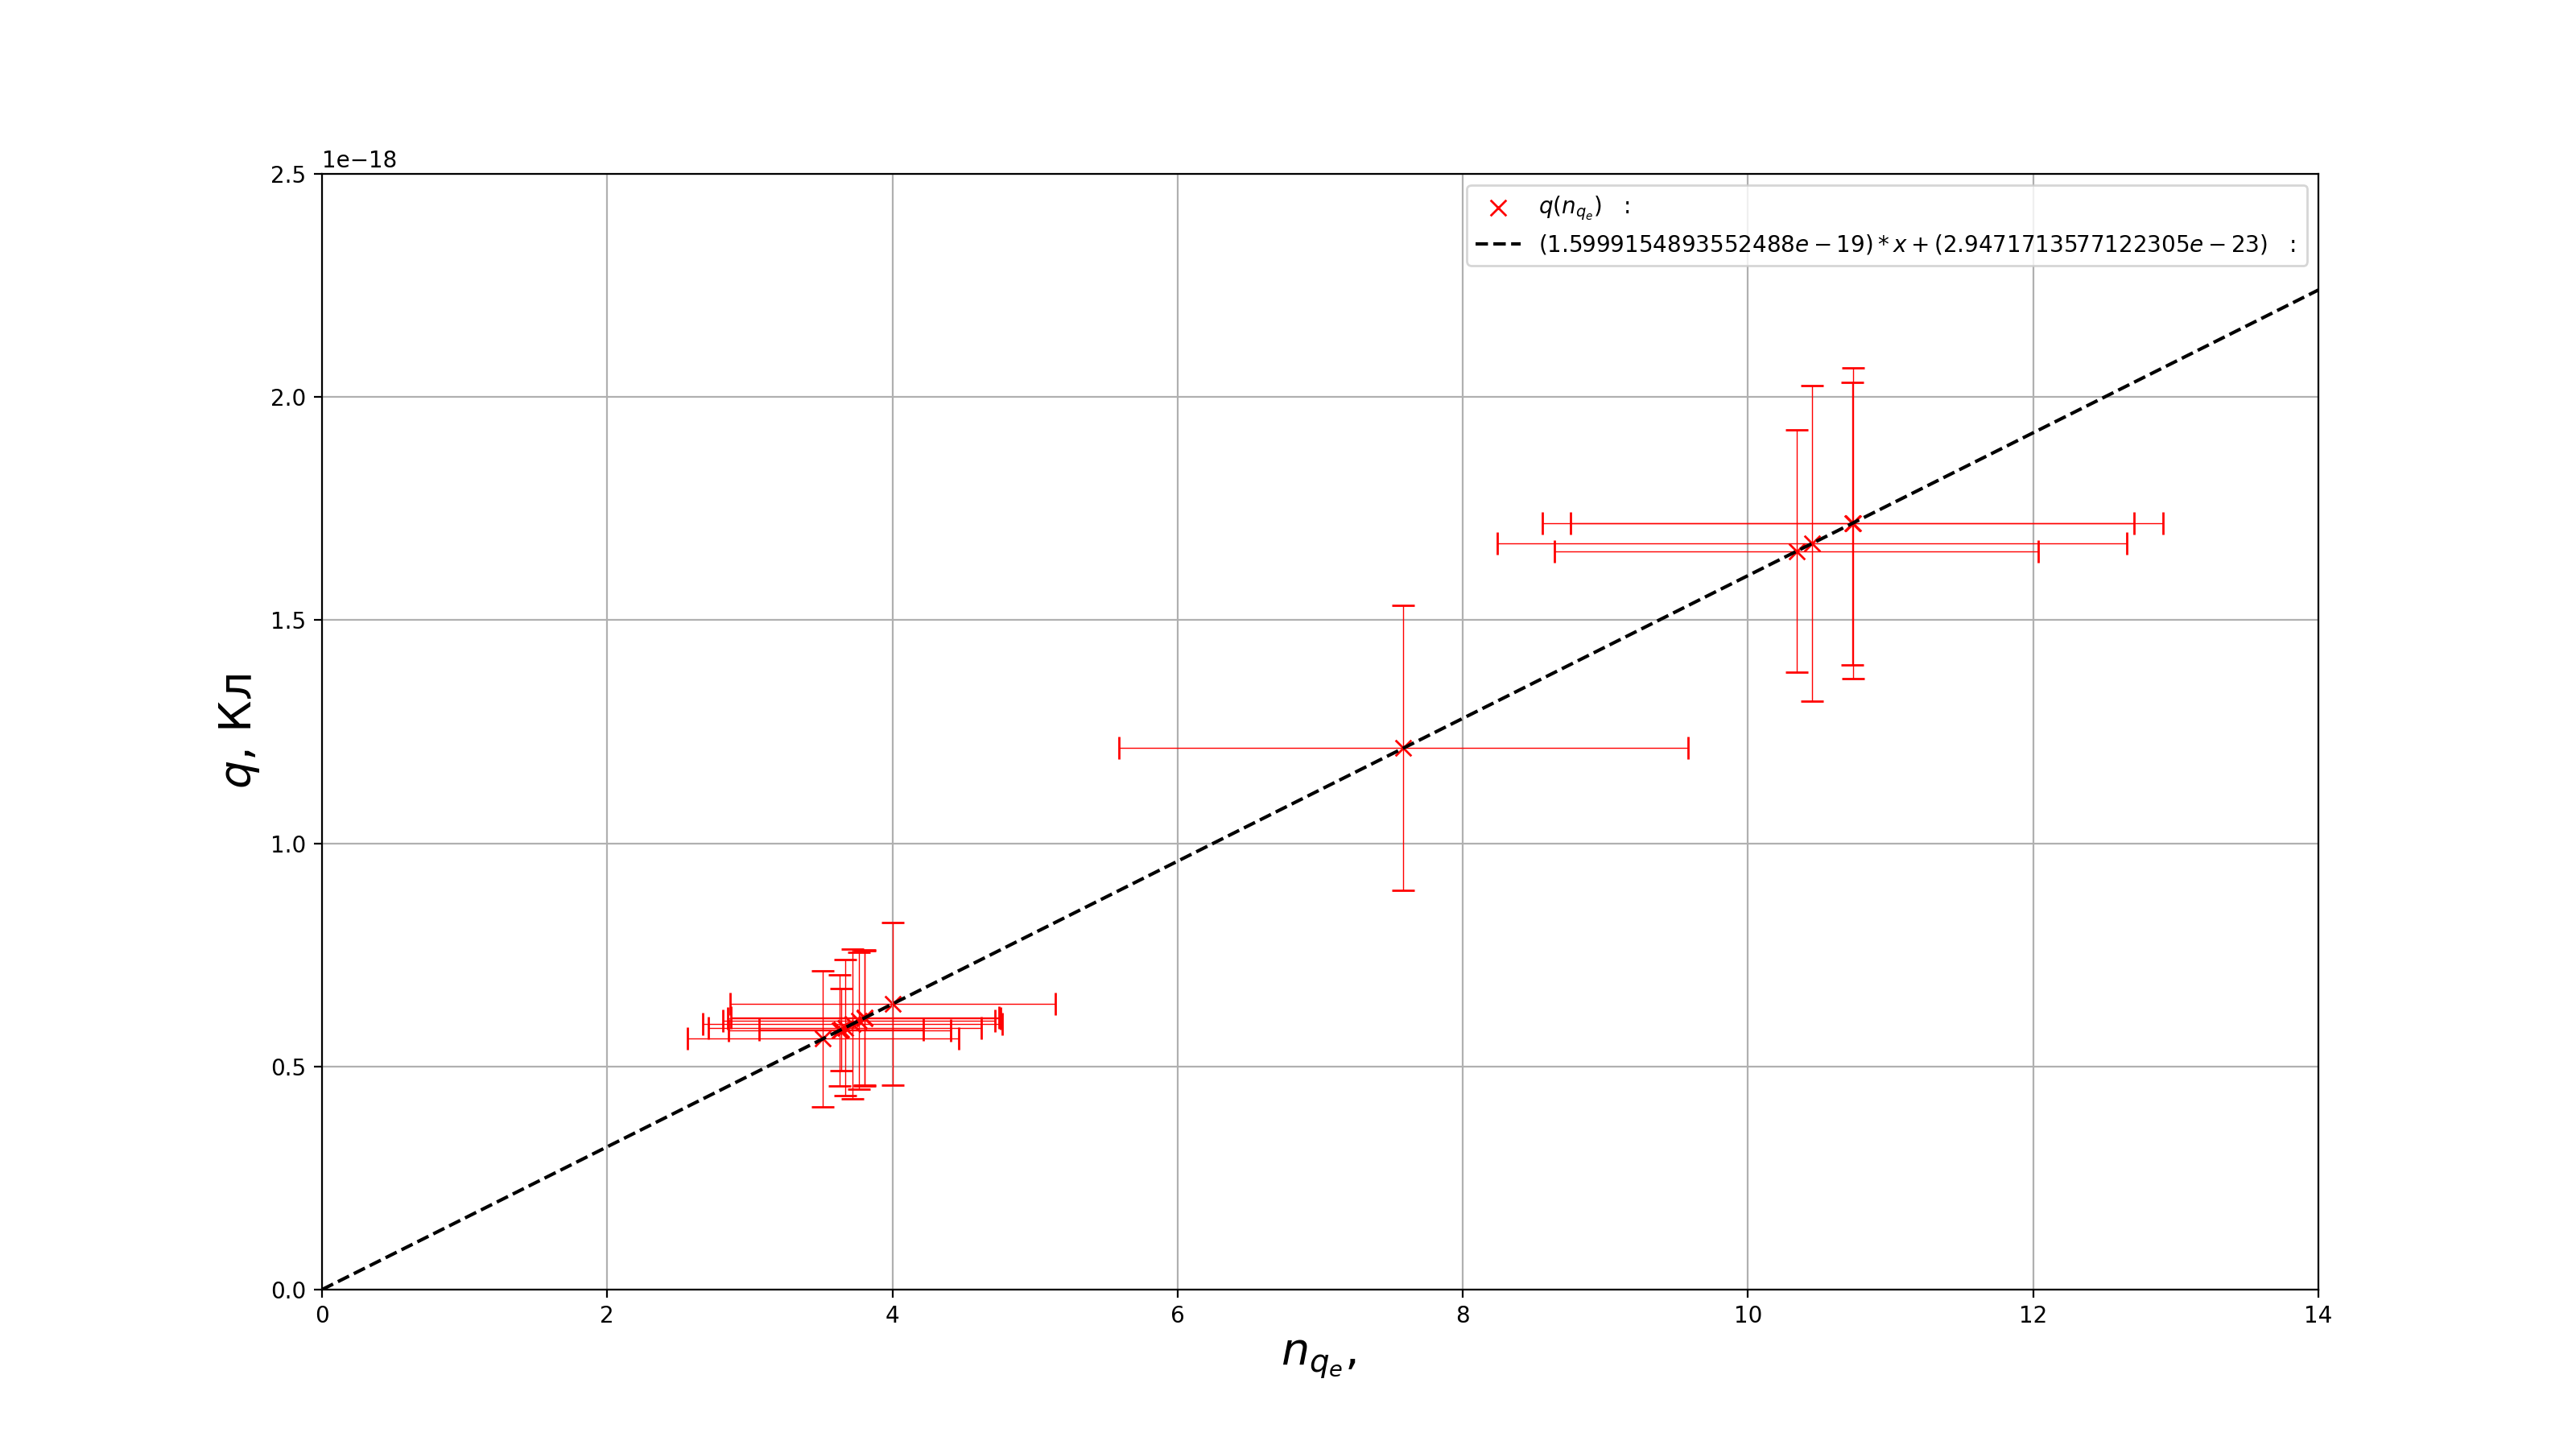 1e−18
2.5
2.0
1.5
1.0
0.5
0.0
q, Кл
q(n_{q_e}) :
(1.5999154893552488e − 19) * x + (2.9471713577122305e − 23) :
0 2 4 6 8 10 12 14
n_{q_e},